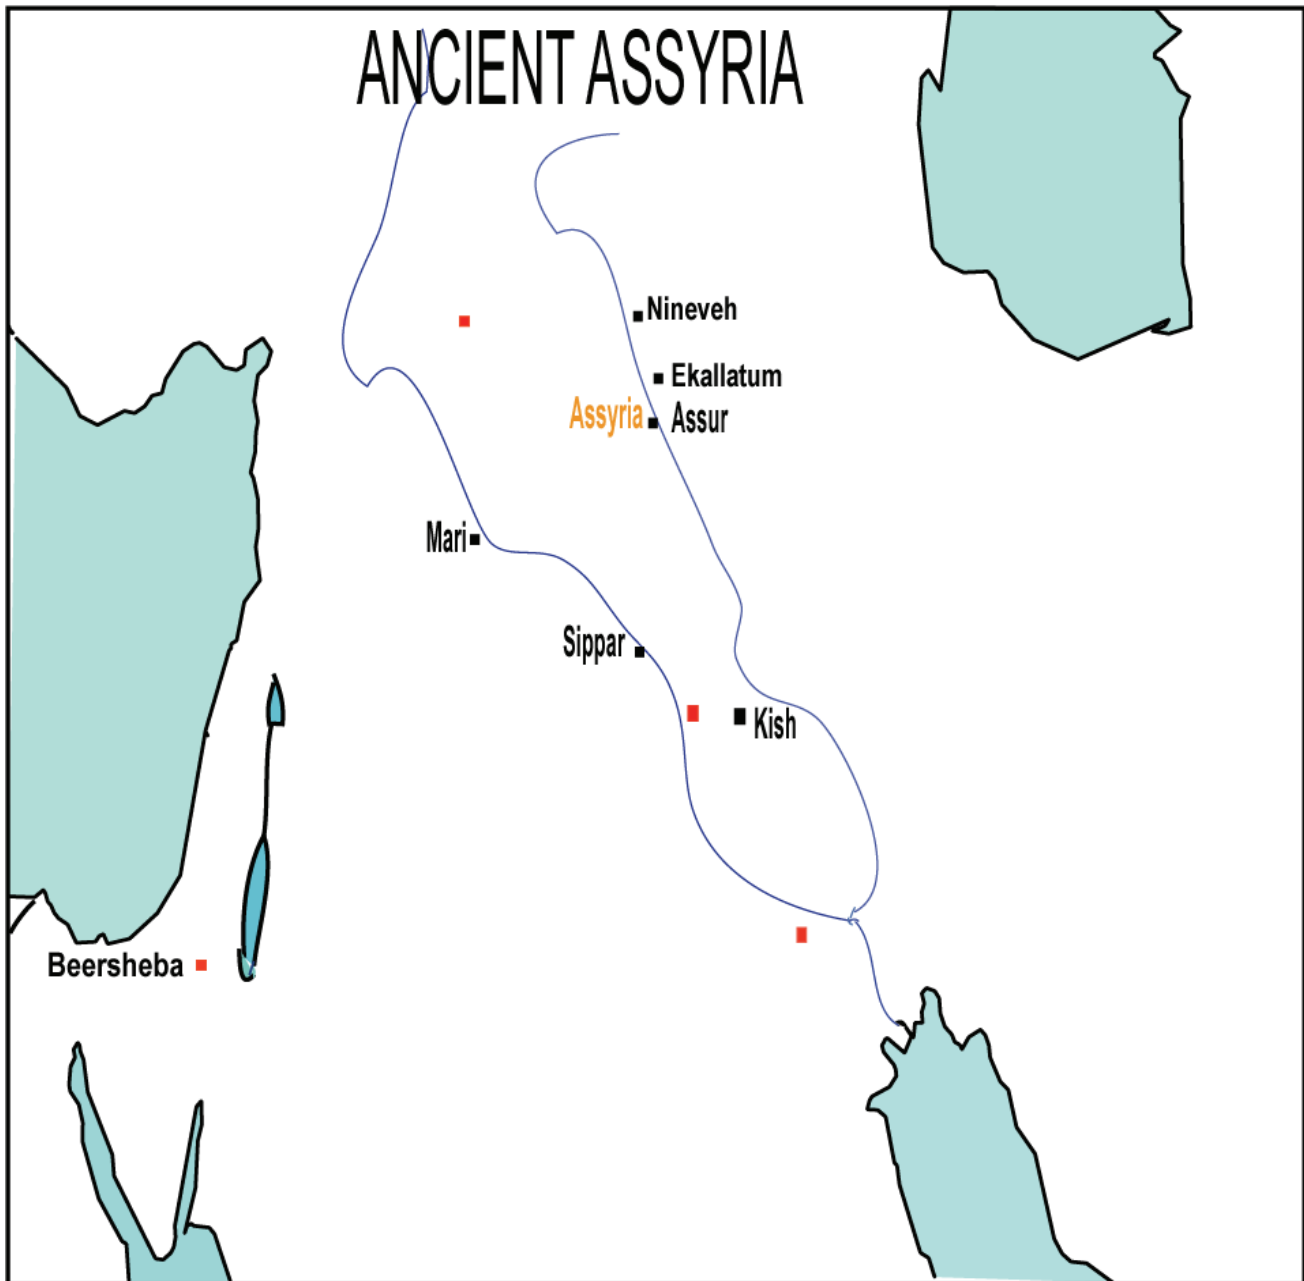 ANCIENT ASSYRIA
Nineveh
Ekallatum
Assyria
Assur
Mari
Sippar
Kish
Beersheba